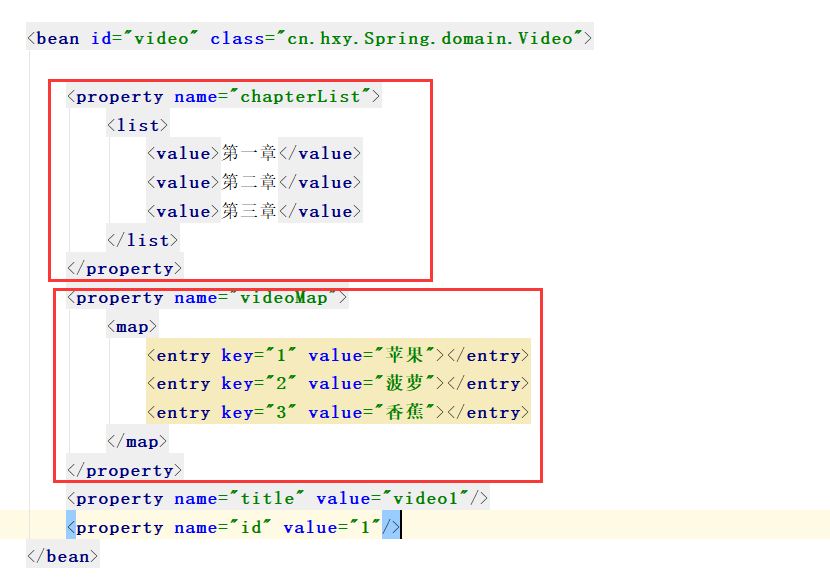 <bean id="video" class="cn.hxy.Spring.domain.Video">
<property name="chapterList">
<list>
<value>第一章</value>
<value>第二章</value>
<value>第三章</value>
</list>
</property>
<property name="videoMap">
<map>
<entry key="1" value="苹果"></entry>
<entry key="2" value="菠萝"></entry>
<entry key="3" value="香蕉"></entry>
</map>
</property>
<property name="title" value="video1"/>
<property name="id" value="1"/>
</bean>